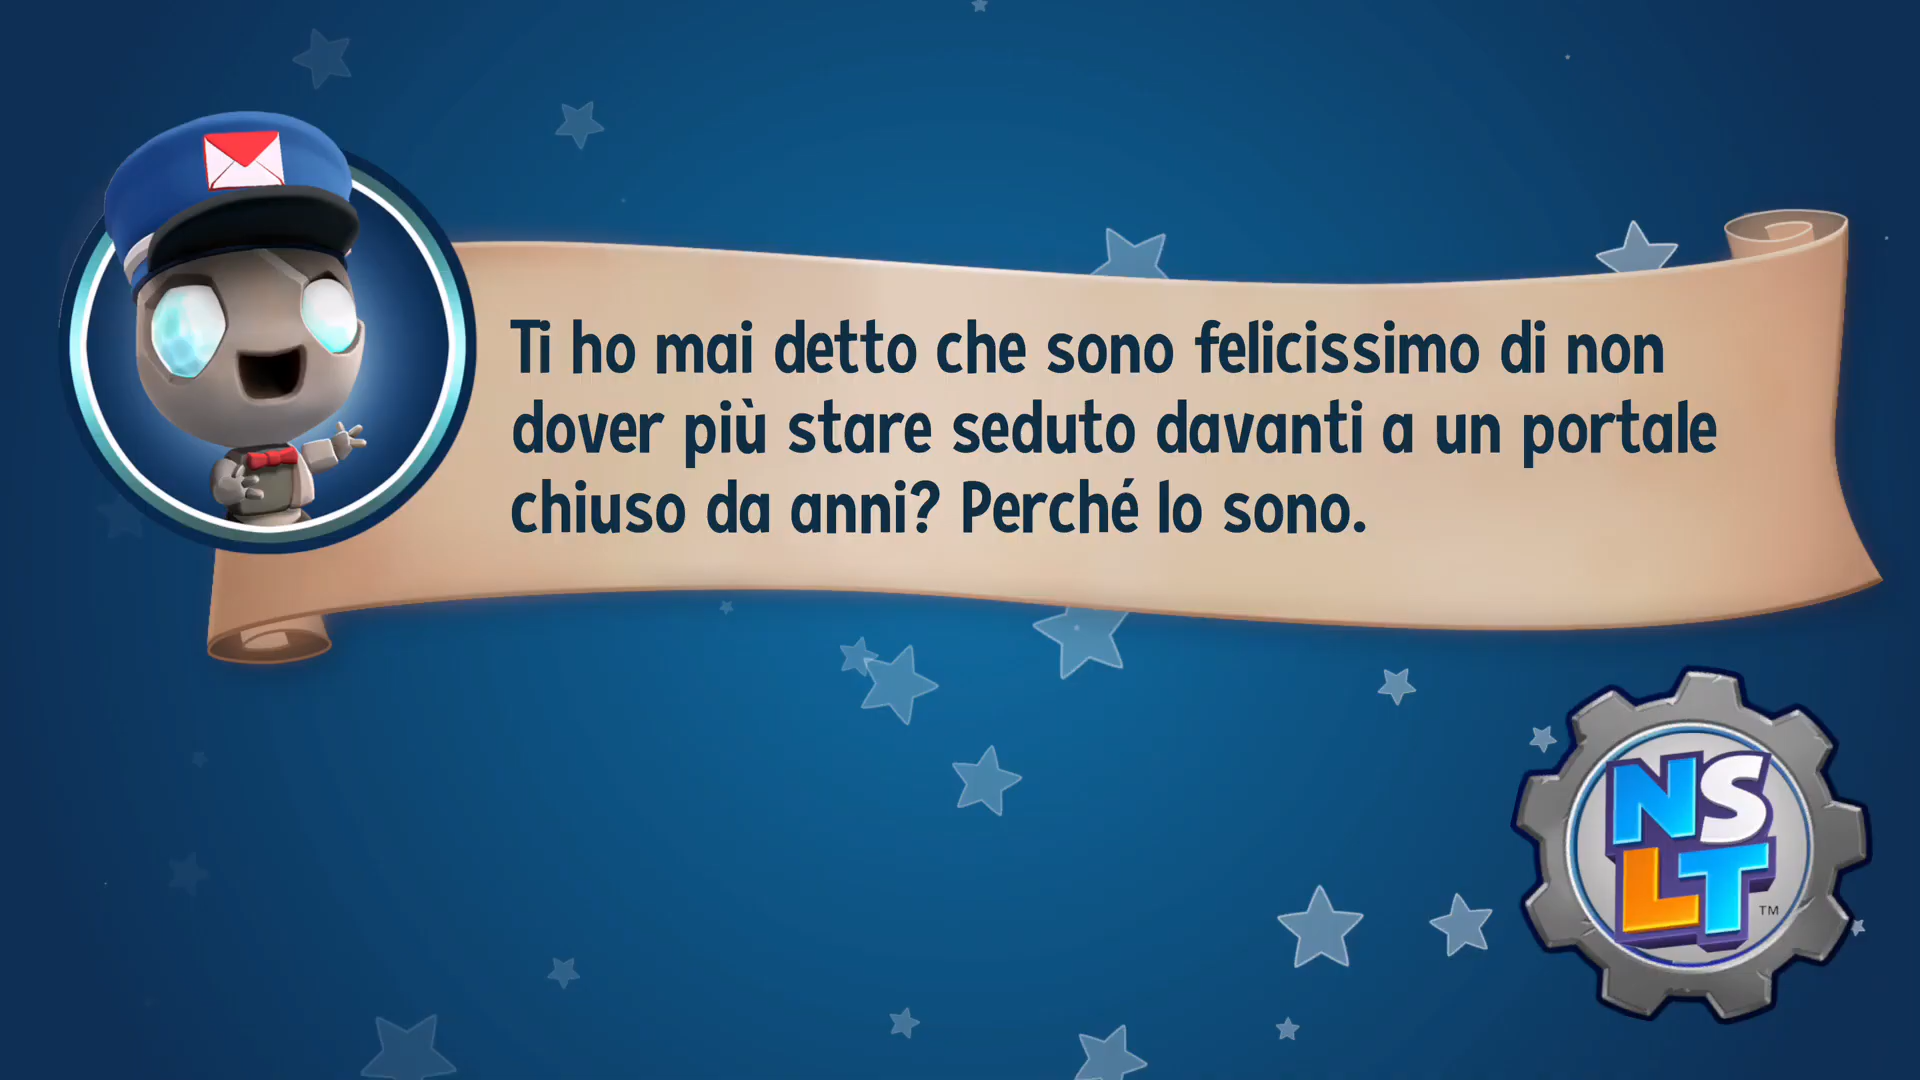 Ti ho mai detto che sono felicissimo di non
dover più stare seduto davanti a un portale
chiuso da anni? Perché lo sono.
NS
LT
TM